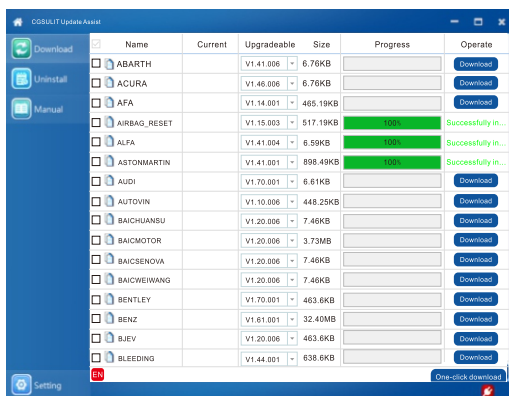 CGSULIT Update Assist
Download
Uninstall
Manual
Setting
Name Current Upgradeable Size Progress Operate
ABARTH V1.41.006 6.76KB Download
ACURA V1.46.006 6.76KB Download
AFA V1.14.001 465.19KB Download
AIRBAG_RESET V1.15.003 517.19KB 100% Successfully in...
ALFA V1.41.004 6.59KB 100% Successfully in...
ASTONMARTIN V1.41.001 898.49KB 100% Successfully in...
AUDI V1.70.001 6.61KB Download
AUTOVIN V1.10.006 448.25KB Download
BAICHUANSU V1.20.006 7.46KB Download
BAICMOTOR V1.20.006 3.73MB Download
BAICSENOVA V1.20.006 7.46KB Download
BAICWEIWANG V1.20.006 7.46KB Download
BENTLEY V1.70.001 463.6KB Download
BENZ V1.61.001 32.40MB Download
BJEV V1.20.006 463.6KB Download
BLEEDING V1.44.001 638.6KB Download
EN
One-click download